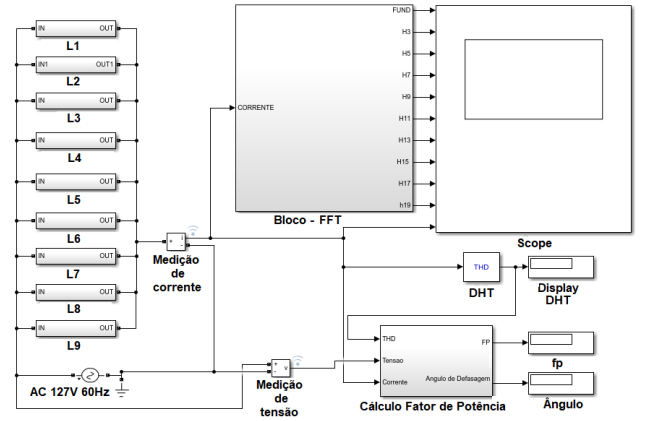 IN OUT
L1
IN1 OUT1
L2
IN OUT
L3
IN OUT
L4
IN OUT
L5
IN OUT
L6
IN OUT
L7
IN OUT
L8
IN OUT
L9
AC 127V 60Hz
+ i
-
Medição
de
corrente
+ v
-
Medição
de
tensão
CORRENTE
FUND
H3
H5
H7
H9
H11
H13
H15
H17
h19
Bloco - FFT
Scope
THD
DHT
Display
DHT
THD
Tensao
Corrente
FP
Angulo de Defasagem
Cálculo Fator de Potência
fp
Ângulo